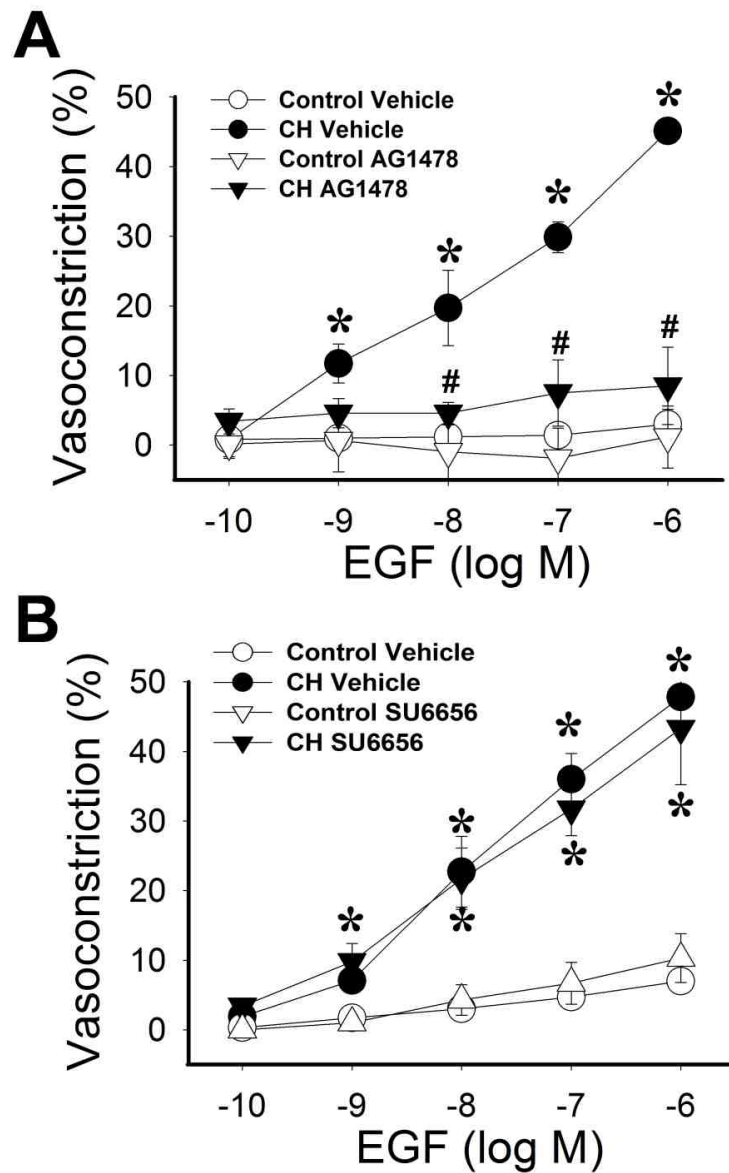 A
Vasoconstriction (%)
50
40
30
20
10
0
Control Vehicle
CH Vehicle
Control AG1478
CH AG1478
* * * *
# # #
-10 -9 -8 -7 -6
EGF (log M)
B
Vasoconstriction (%)
50
40
30
20
10
0
Control Vehicle
CH Vehicle
Control SU6656
CH SU6656
* * * *
* * *
-10 -9 -8 -7 -6
EGF (log M)